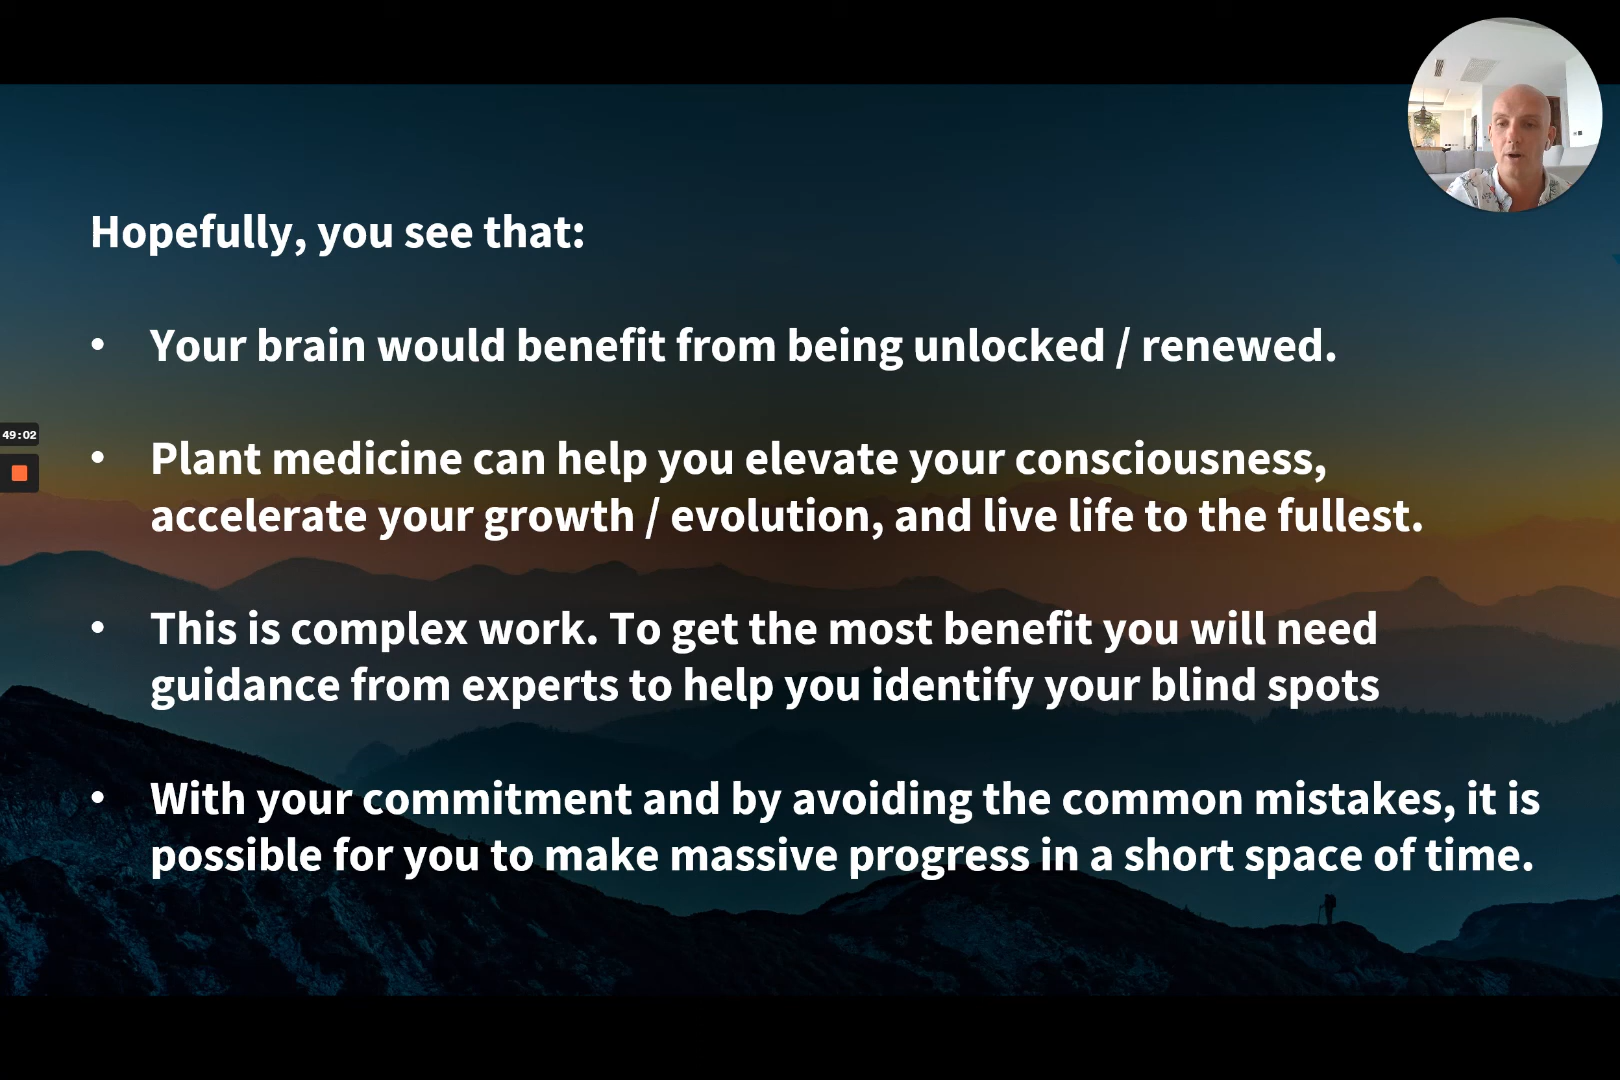 Hopefully, you see that:
• Your brain would benefit from being unlocked / renewed.
• Plant medicine can help you elevate your consciousness,
accelerate your growth / evolution, and live life to the fullest.
• This is complex work. To get the most benefit you will need
guidance from experts to help you identify your blind spots
• With your commitment and by avoiding the common mistakes, it is
possible for you to make massive progress in a short space of time.
49:02